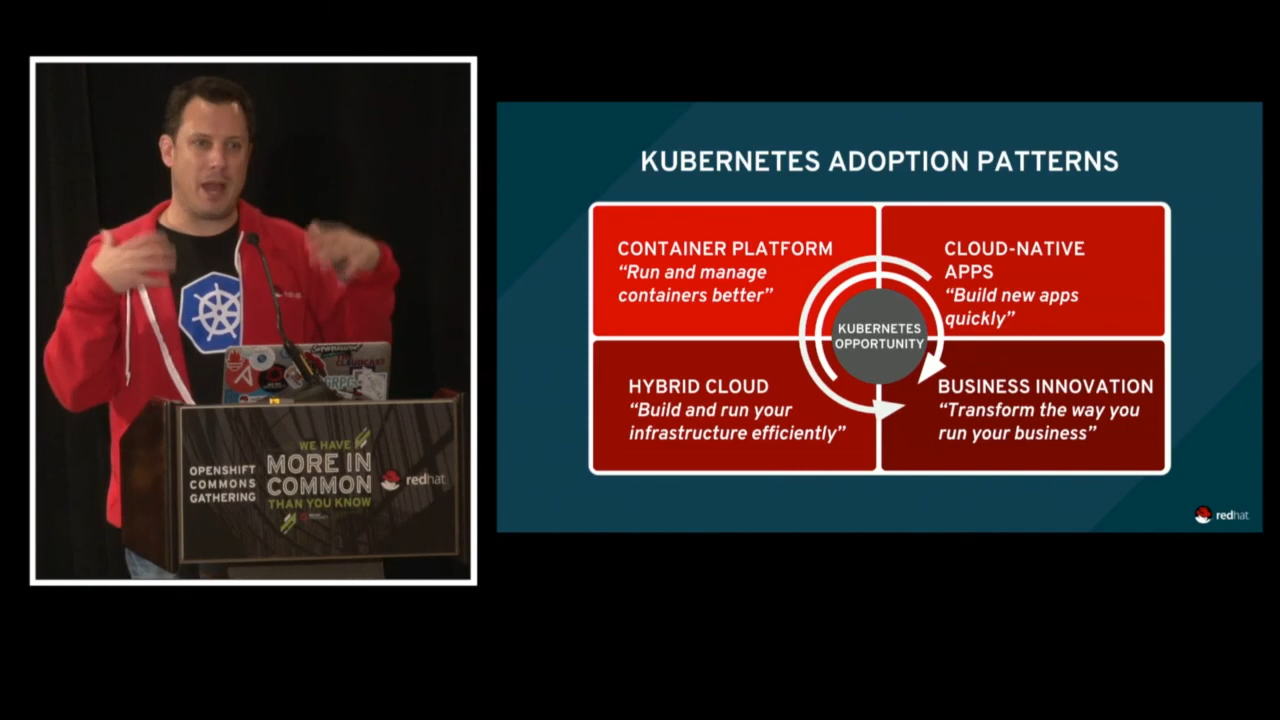 KUBERNETES ADOPTION PATTERNS
CONTAINER PLATFORM
“Run and manage
containers better”
CLOUD-NATIVE
APPS
“Build new apps
quickly”
KUBERNETES
OPPORTUNITY
HYBRID CLOUD
“Build and run your
infrastructure efficiently”
BUSINESS INNOVATION
“Transform the way you
run your business”
redhat
OPENSHIFT
COMMONS
GATHERING
WE HAVE
MORE IN
COMMON
THAN YOU KNOW
redhat